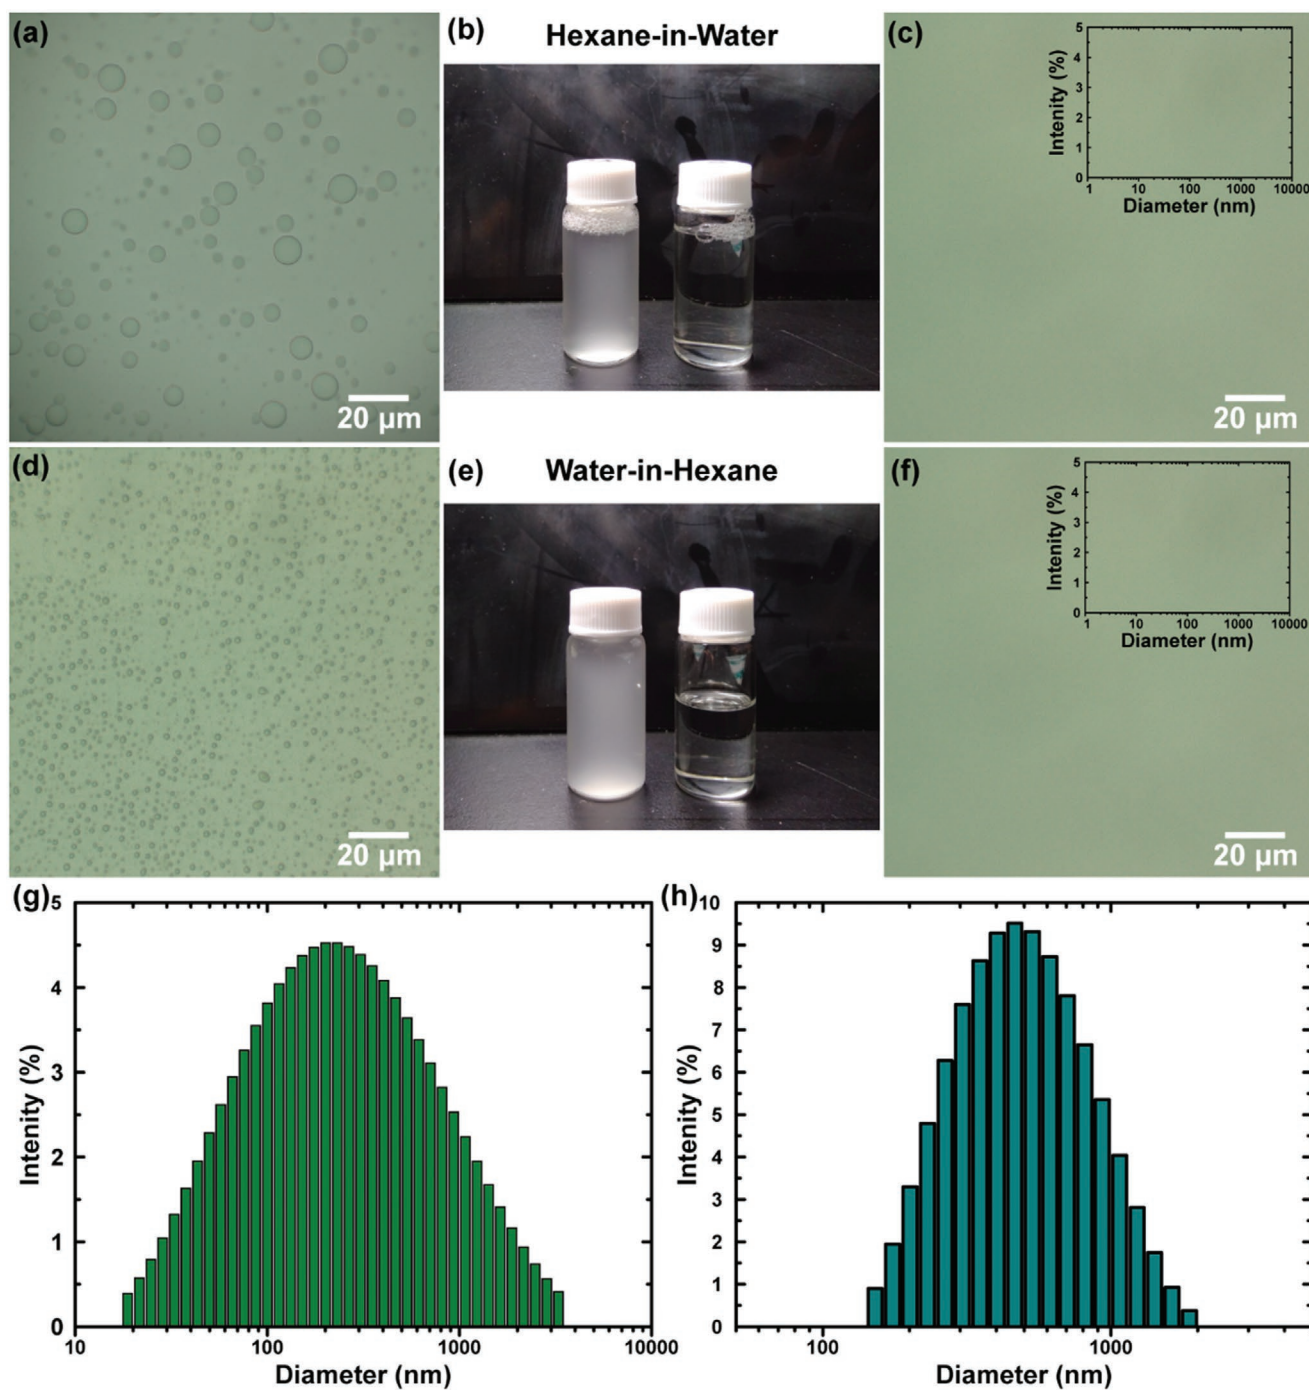 (a)
20 µm
(b)
Hexane-in-Water
(c)
5
4
3
2
1
0
Intenity (%)
1
10
100
1000
10000
Diameter (nm)
20 µm
(d)
20 µm
(e)
Water-in-Hexane
(f)
5
4
3
2
1
0
Intenity (%)
1
10
100
1000
10000
Diameter (nm)
20 µm
(g)
5
4
3
2
1
0
Intenity (%)
10
100
1000
10000
Diameter (nm)
(h)
10
9
8
7
6
5
4
3
2
1
0
Intenity (%)
100
1000
Diameter (nm)